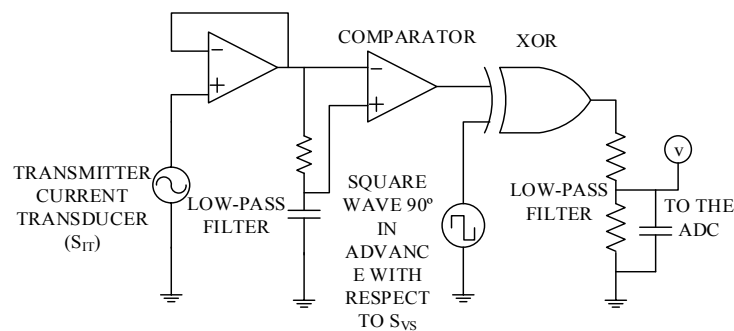 COMPARATOR
XOR
−
+
−
+
TRANSMITTER
CURRENT
TRANSDUCER
(SIT)
LOW-PASS
FILTER
SQUARE
WAVE 90º
IN
ADVANC
E WITH
RESPECT
TO SVS
LOW-PASS
FILTER
v
TO THE
ADC